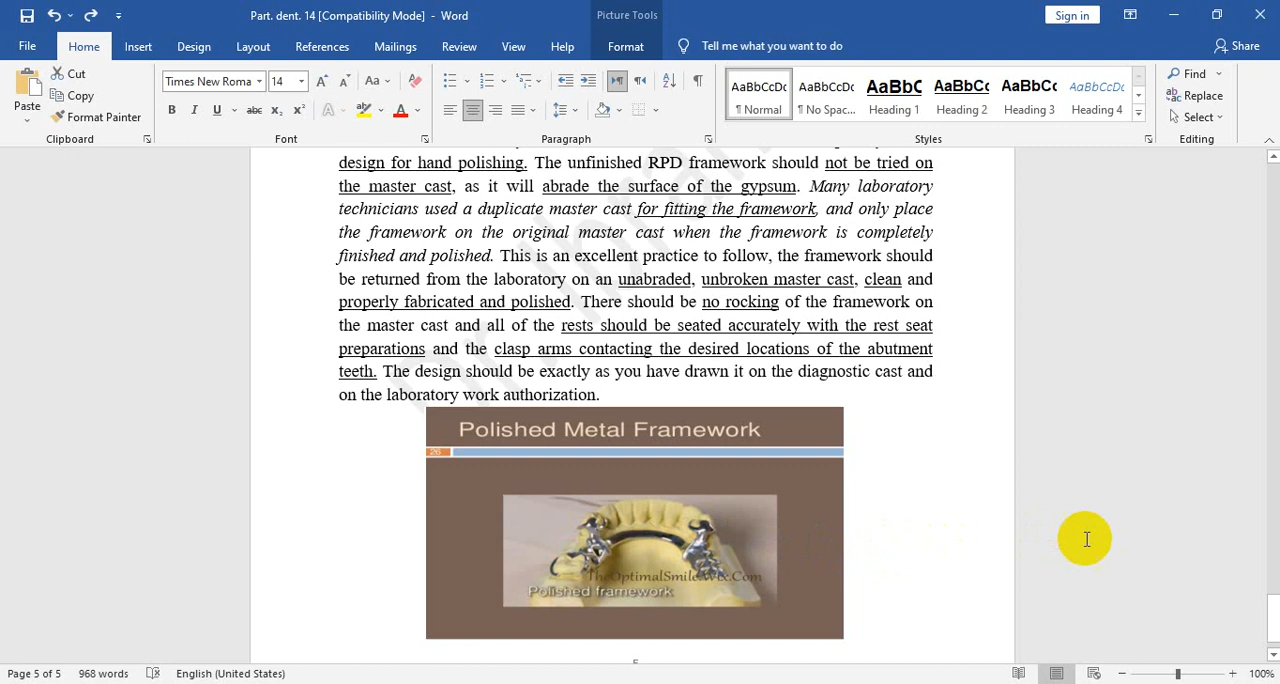 Part. dent. 14 [Compatibility Mode] - Word
Picture Tools
Sign in
File
Home
Insert
Design
Layout
References
Mailings
Review
View
Help
Format
Tell me what you want to do
Share
Paste
Cut
Copy
Format Painter
Clipboard
Times New Roma
14
Font
Paragraph
AaBbCcDc
¶ Normal
AaBbCcDc
¶ No Spac...
AaBbC
Heading 1
AaBbCc
Heading 2
AaBbCc
Heading 3
AaBbCcDc
Heading 4
Styles
Find
Replace
Select
Editing
design for hand polishing. The unfinished RPD framework should not be tried on
the master cast, as it will abrade the surface of the gypsum. Many laboratory
technicians used a duplicate master cast for fitting the framework, and only place
the framework on the original master cast when the framework is completely
finished and polished. This is an excellent practice to follow, the framework should
be returned from the laboratory on an unabraded, unbroken master cast, clean and
properly fabricated and polished. There should be no rocking of the framework on
the master cast and all of the rests should be seated accurately with the rest seat
preparations and the clasp arms contacting the desired locations of the abutment
teeth. The design should be exactly as you have drawn it on the diagnostic cast and
on the laboratory work authorization.
Polished Metal Framework
26
TheOptimalSmile.Wix.Com
Polished framework
Page 5 of 5
968 words
English (United States)
100%